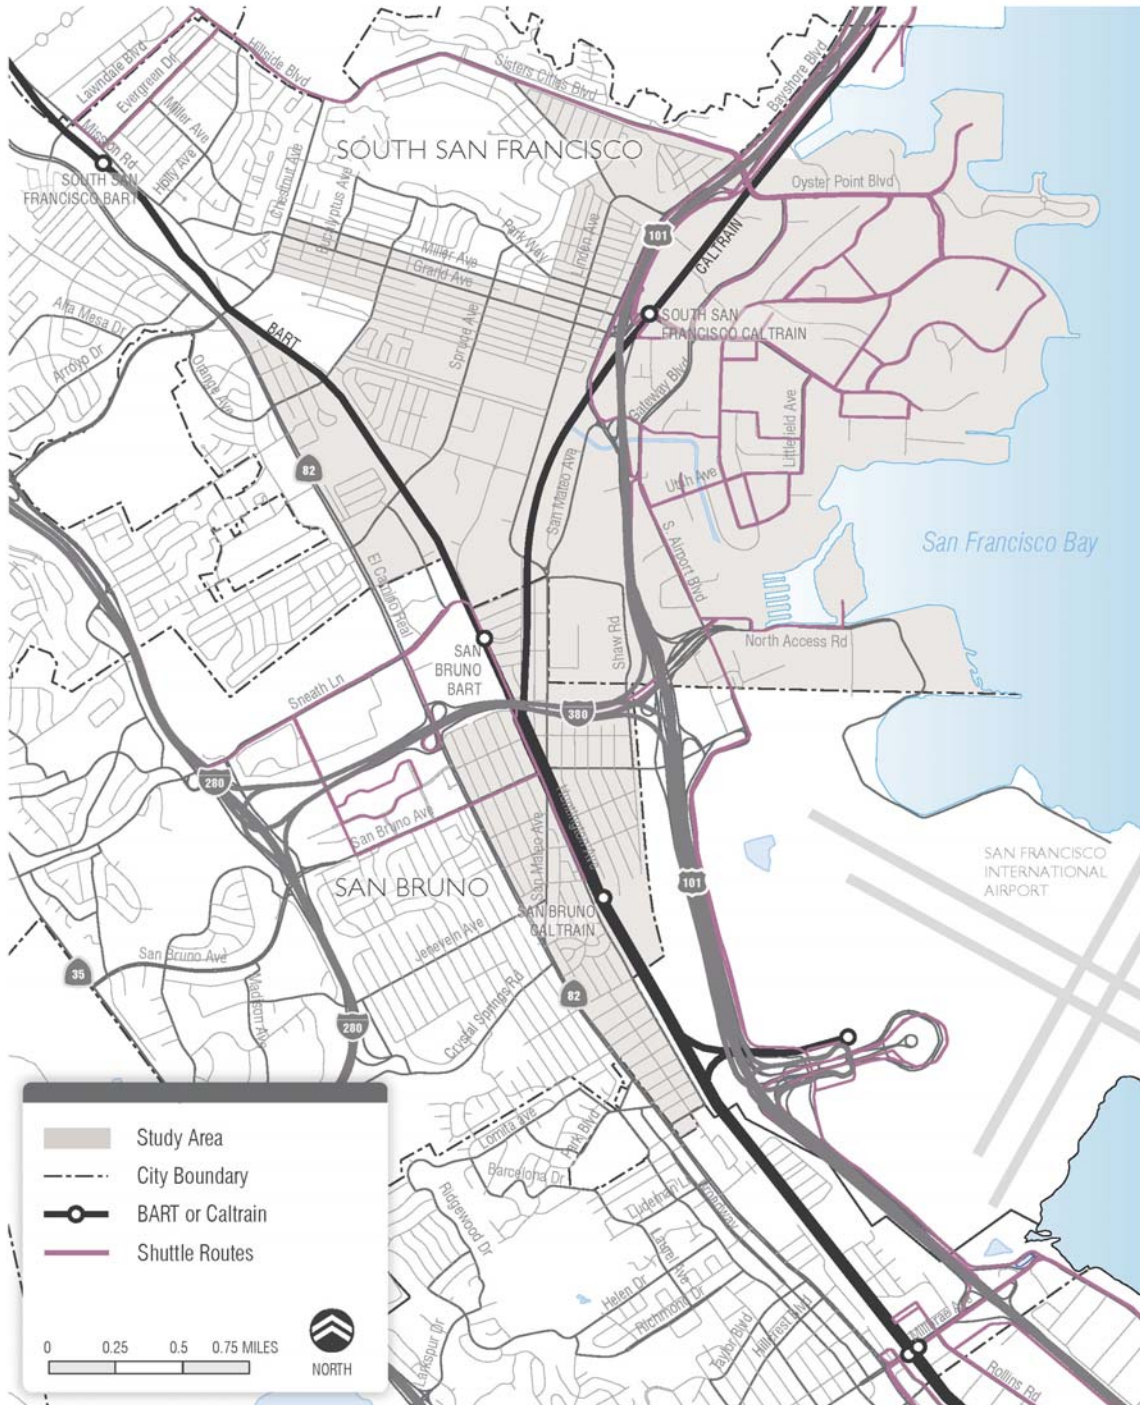 Lawndale Blvd
Evergreen Dr
Hillside Blvd
Sisters Cities Blvd
Bayshore Blvd
Miller Ave
Mission Rd
Holly Ave
SOUTH SAN
FRANCISCO BART
Chestnut Ave
Eucalyptus Ave
SOUTH SAN FRANCISCO
Park Way
Linden Ave
Oyster Point Blvd
101
CALTRAIN
Miller Ave
Grand Ave
SOUTH SAN
FRANCISCO CALTRAIN
Alta Mesa Dr
Arroyo Dr
BART
Orange Ave
Spruce Ave
Gateway Blvd
Littlefield Ave
82
San Mateo Ave
Utah Ave
S. Airport Blvd
San Francisco Bay
El Camino Real
Shaw Rd
North Access Rd
SAN
BRUNO
BART
Sneath Ln
380
280
San Bruno Ave
Huntington Ave
San Mateo Ave
SAN BRUNO
101
SAN FRANCISCO
INTERNATIONAL
AIRPORT
SAN BRUNO
CALTRAIN
Jenevein Ave
San Bruno Ave
35
Madison Ave
Crystal Springs Rd
82
280
Lomita ave
Park Blvd
Barcelona Dr
Ridgewood Dr
Ludeman L
Broadway
Laurel Ave
Helen Dr
Richmond Dr
Taylor Blvd
Hillcrest Blvd
Larkspur Dr
Millbrae Ave
Rollins Rd
Study Area
City Boundary
BART or Caltrain
Shuttle Routes
0 0.25 0.5 0.75 MILES
NORTH